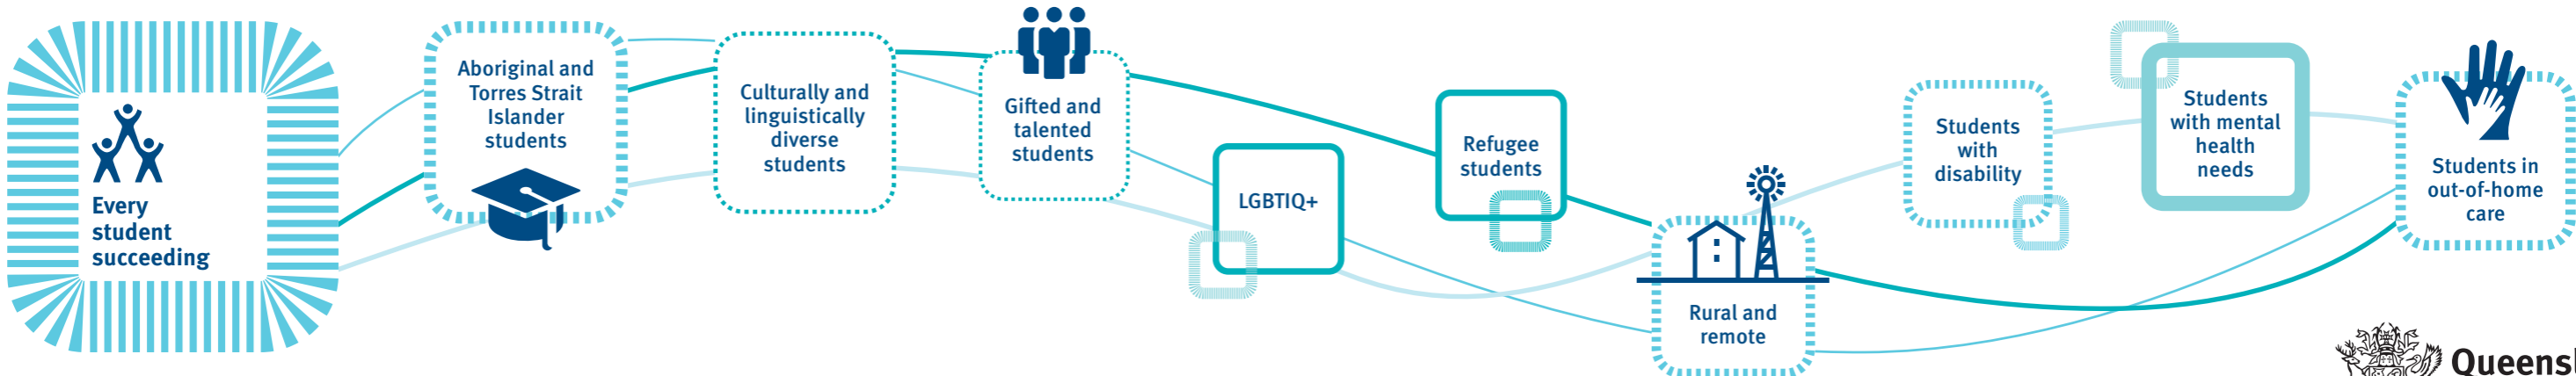 Every
student
succeeding
Aboriginal and
Torres Strait
Islander
students
Culturally and
linguistically
diverse
students
Gifted and
talented
students
LGBTIQ+
Refugee
students
Rural and
remote
Students
with
disability
Students
with mental
health
needs
Students in
out-of-home
care
Queensl